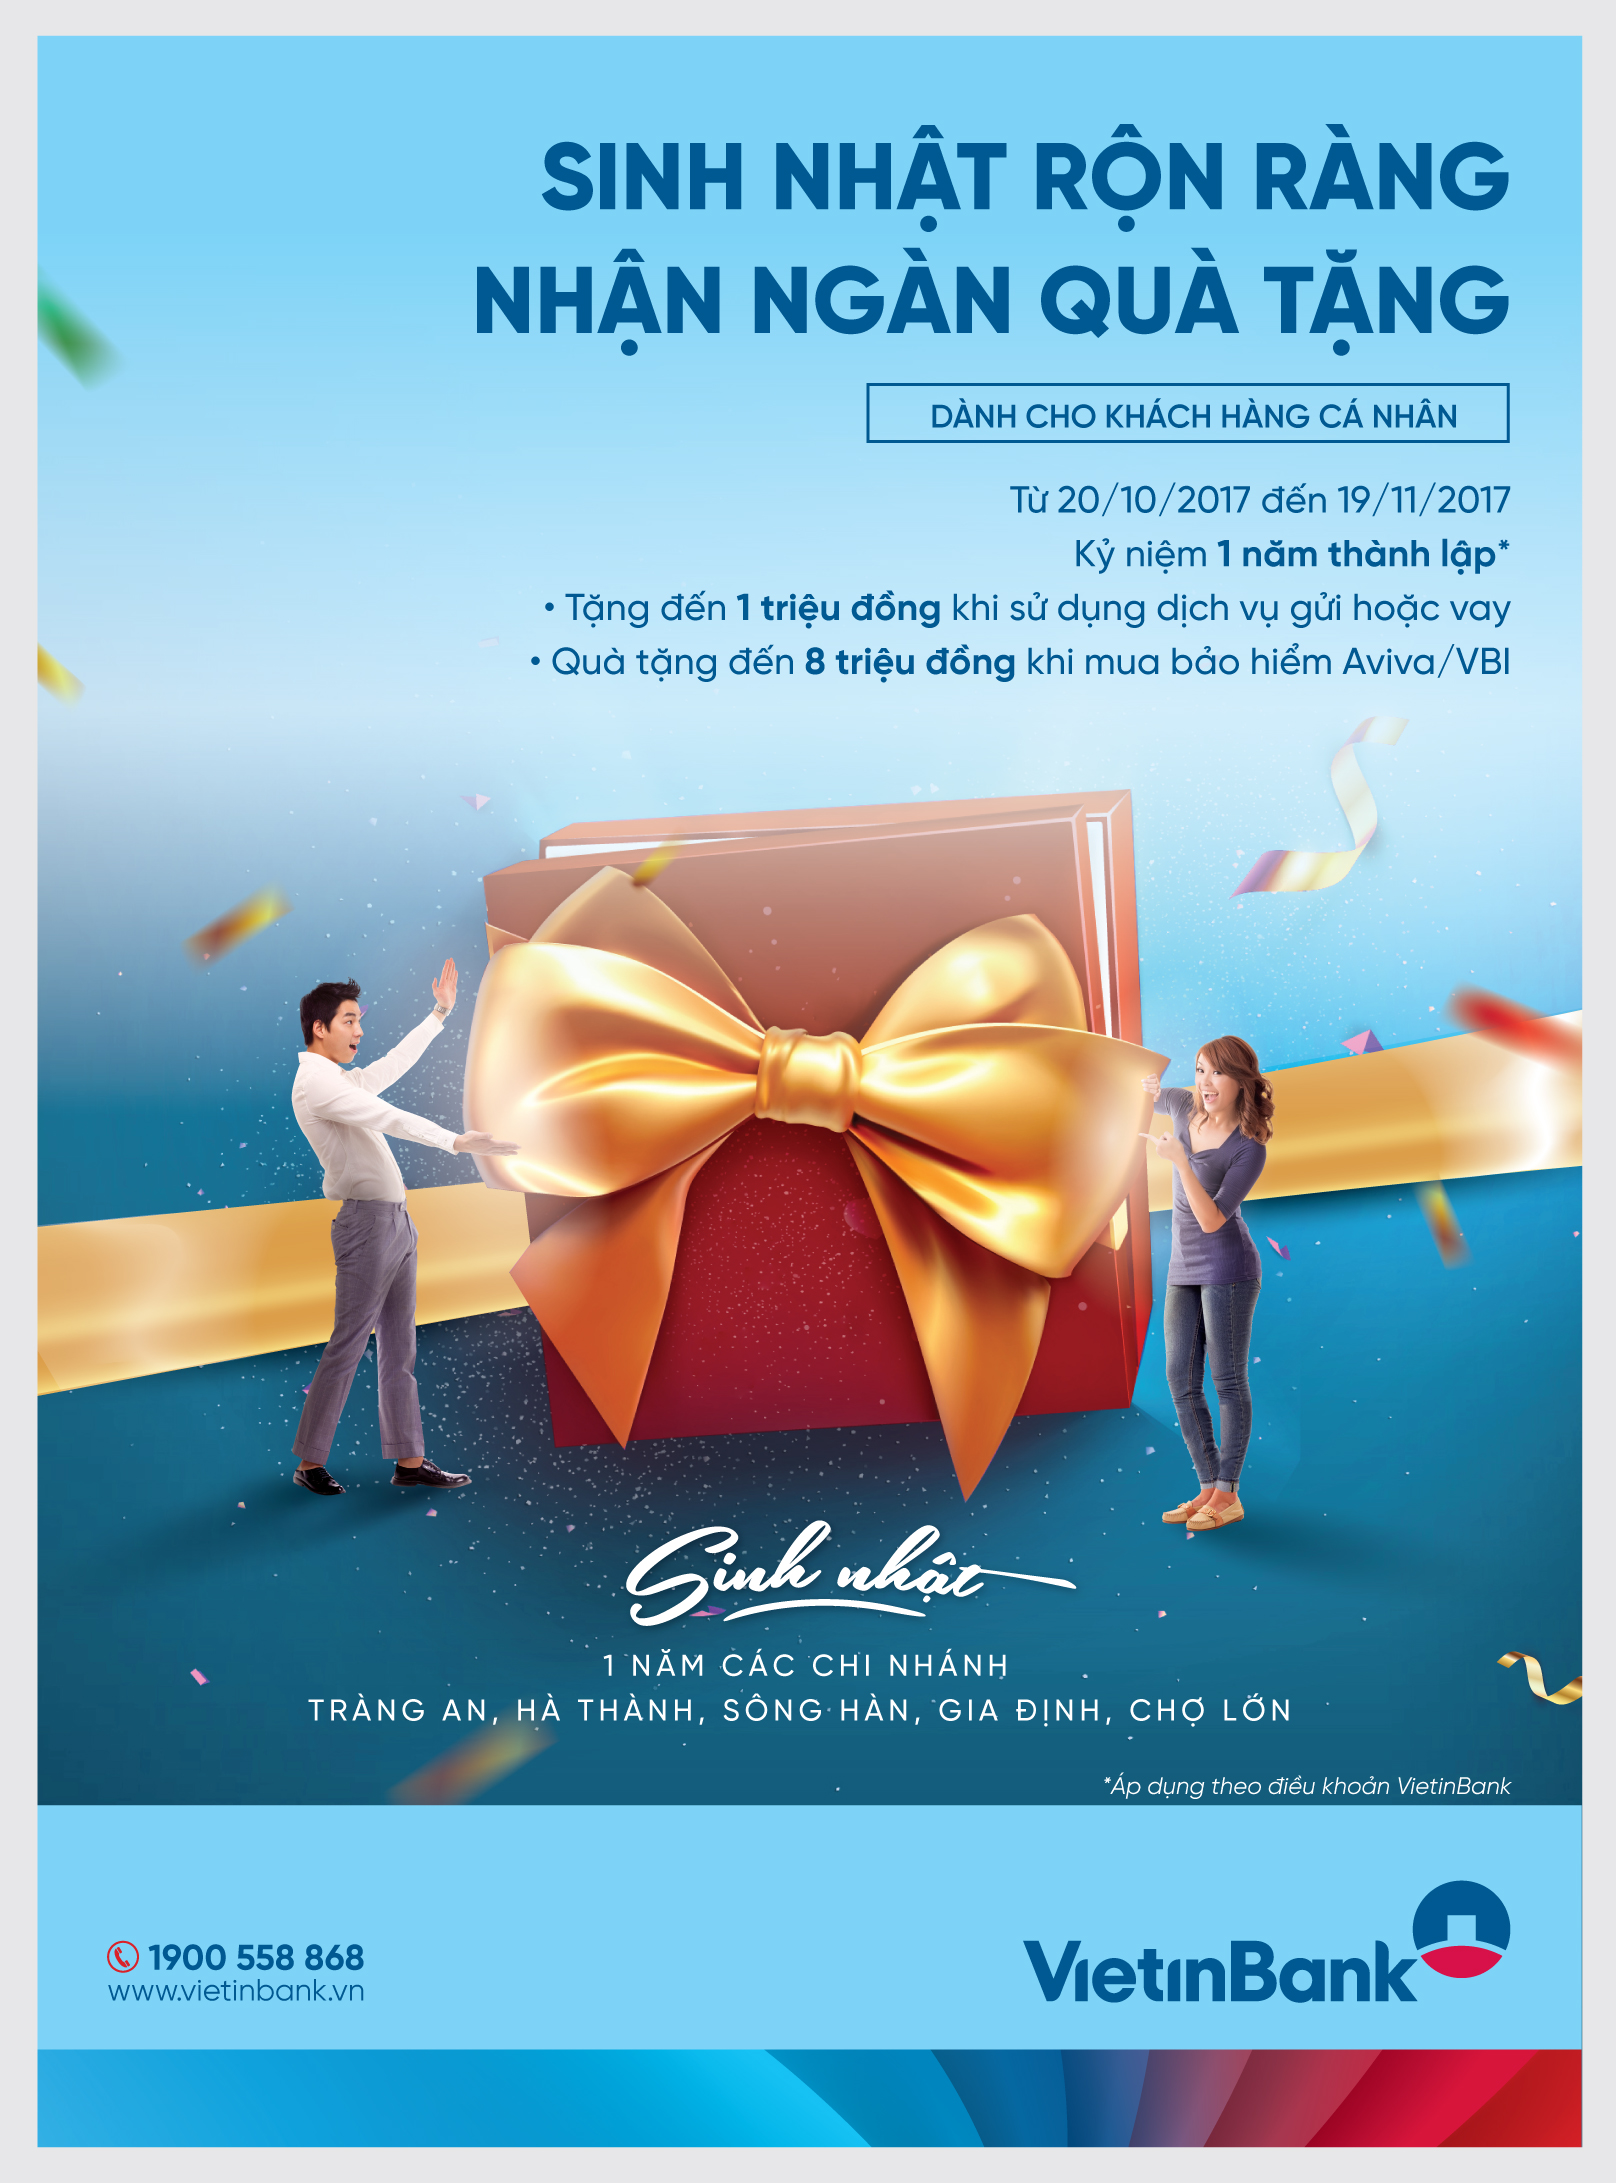 SINH NHẬT RỘN RÀNG
NHẬN NGÀN QUÀ TẶNG
DÀNH CHO KHÁCH HÀNG CÁ NHÂN
Từ 20/10/2017 đến 19/11/2017
Kỷ niệm 1 năm thành lập*
• Tặng đến 1 triệu đồng khi sử dụng dịch vụ gửi hoặc vay
• Quà tặng đến 8 triệu đồng khi mua bảo hiểm Aviva/VBI
Sinh nhật
1 NĂM CÁC CHI NHÁNH
TRÀNG AN, HÀ THÀNH, SÔNG HÀN, GIA ĐỊNH, CHỢ LỚN
*Áp dụng theo điều khoản VietinBank
1900 558 868
www.vietinbank.vn
VietinBank